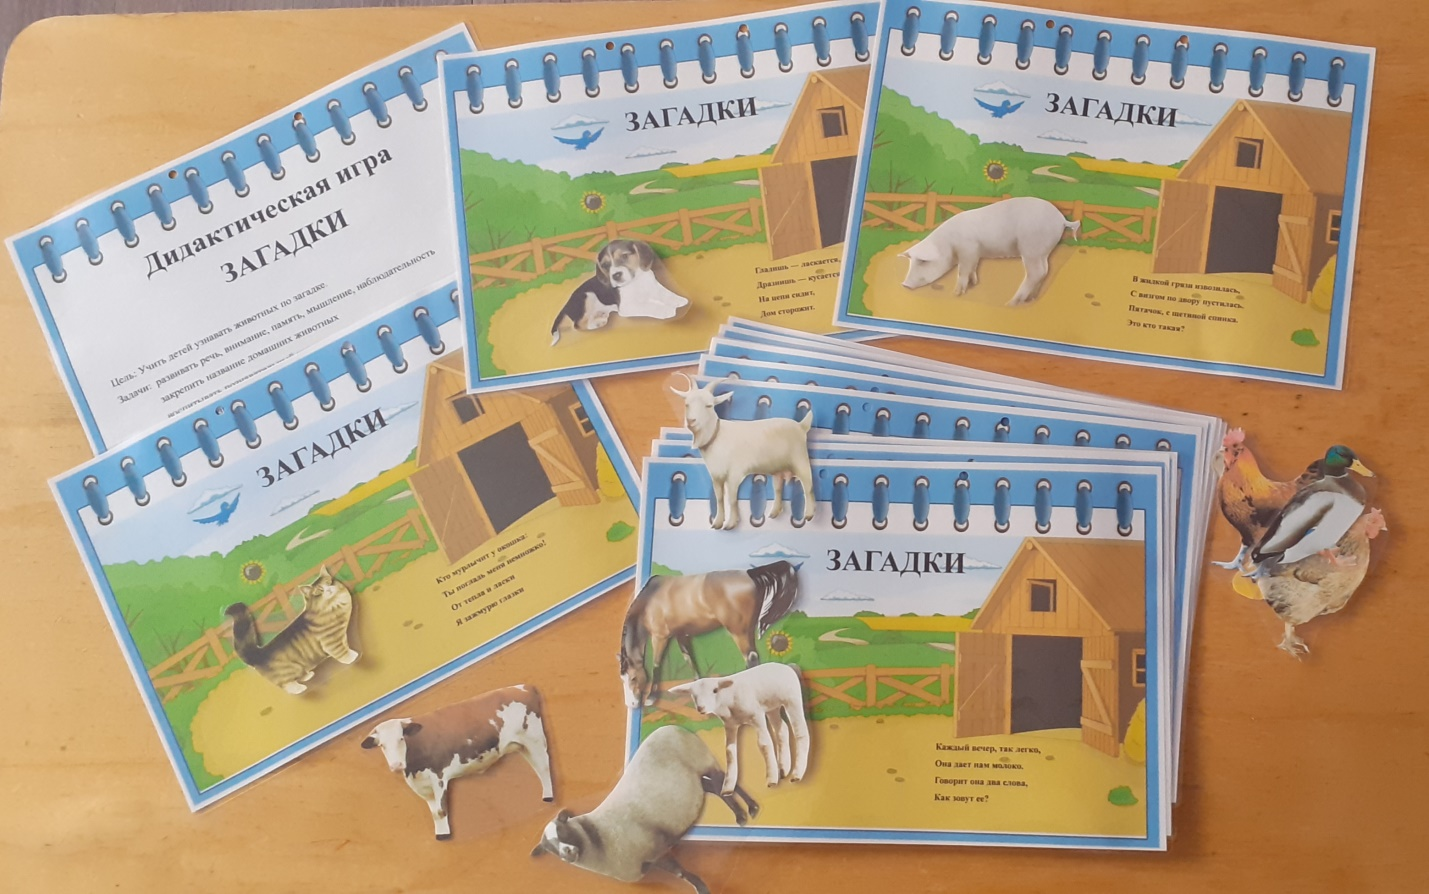 Дидактическая игра
ЗАГАДКИ
Цель: Учить детей узнавать животных по загадке.
Задачи: развивать речь, внимание, память, мышление, наблюдательность
закрепить название домашних животных
ЗАГАДКИ
Гладишь — ласкается,
Дразнишь — кусается
На цепи сидит,
Дом сторожит.
ЗАГАДКИ
В жидкой грязи извозилась,
С визгом по двору пустилась.
Пятачок, с щетиной спинка.
Это кто такая?
ЗАГАДКИ
Кто мурлычит у окошка:
Ты погладь меня немножко!
От тепла и ласки
Я зажмурю глазки
ЗАГАДКИ
Каждый вечер, так легко,
Она дает нам молоко.
Говорит она два слова,
Как зовут ее?